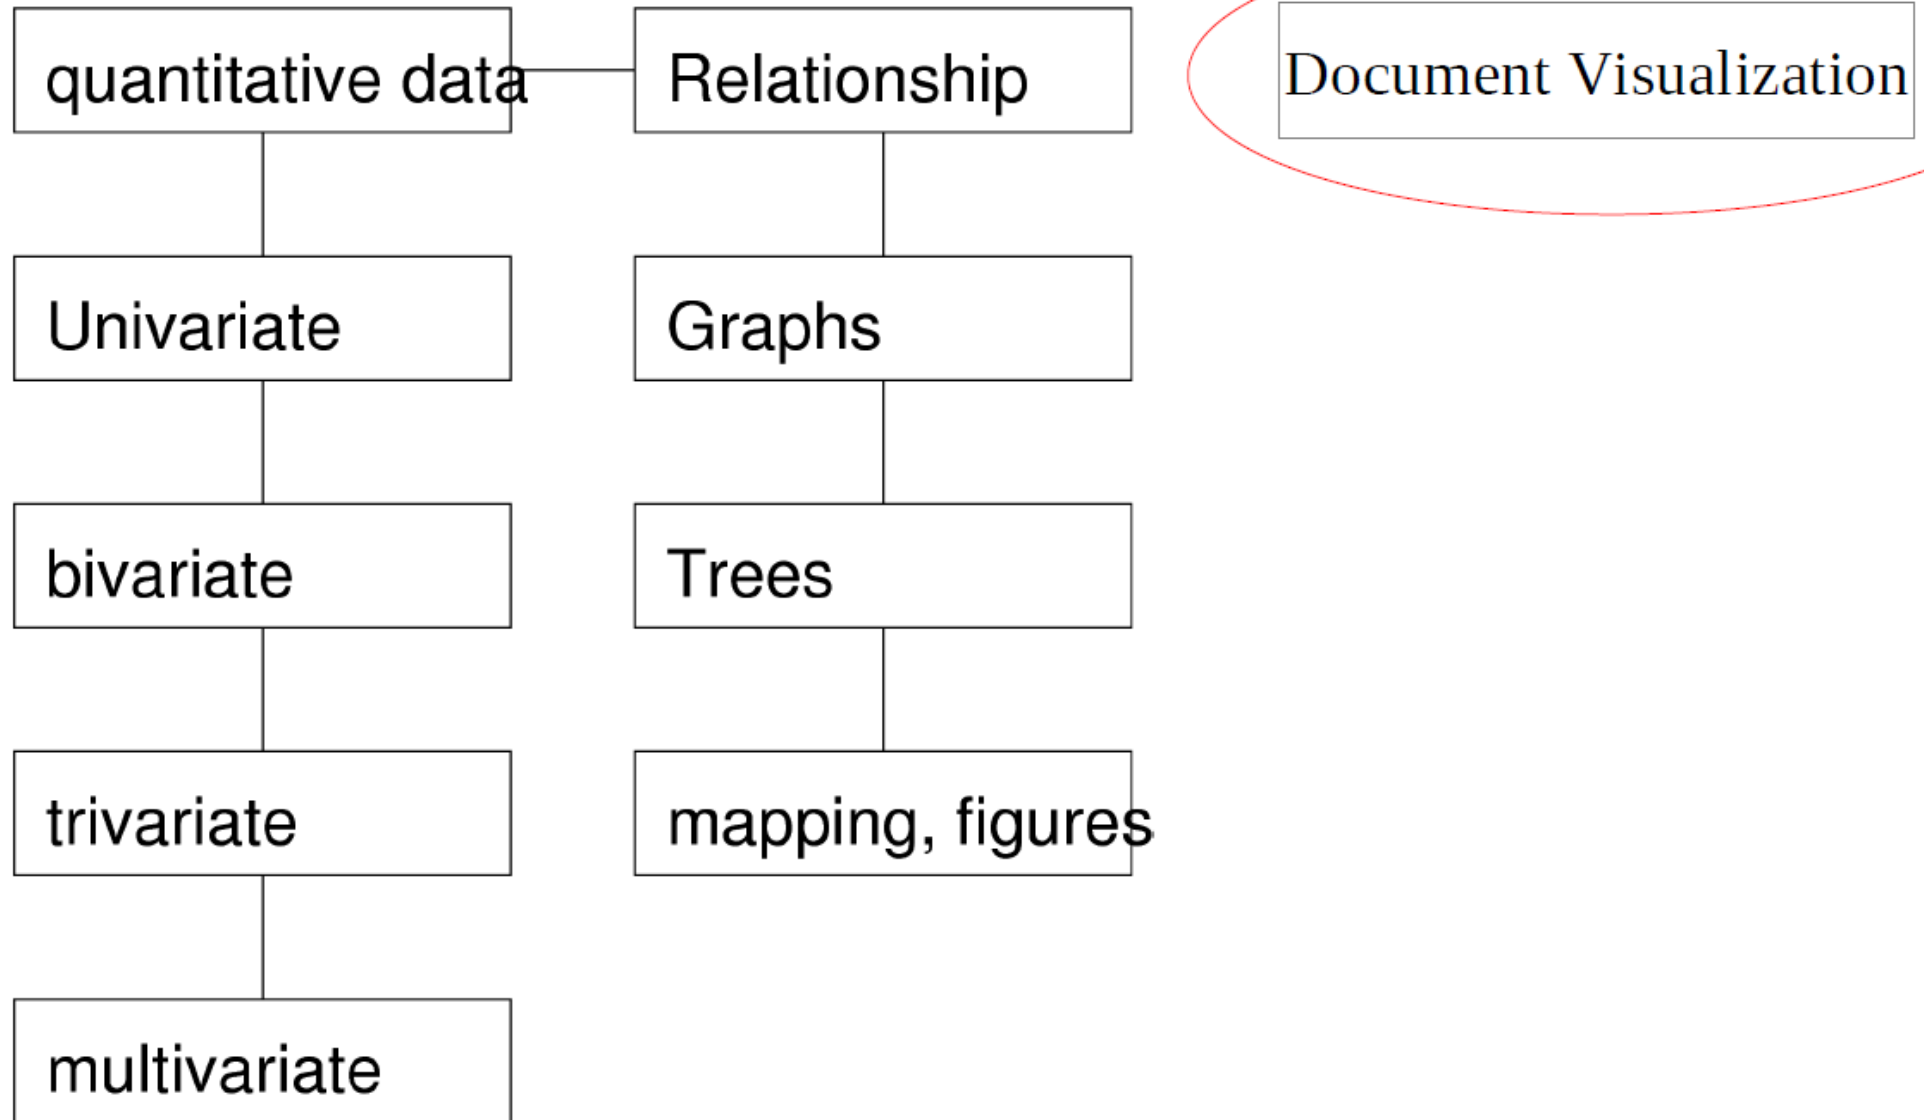 quantitative data
Relationship
Document Visualization
Univariate
Graphs
bivariate
Trees
trivariate
mapping, figures
multivariate